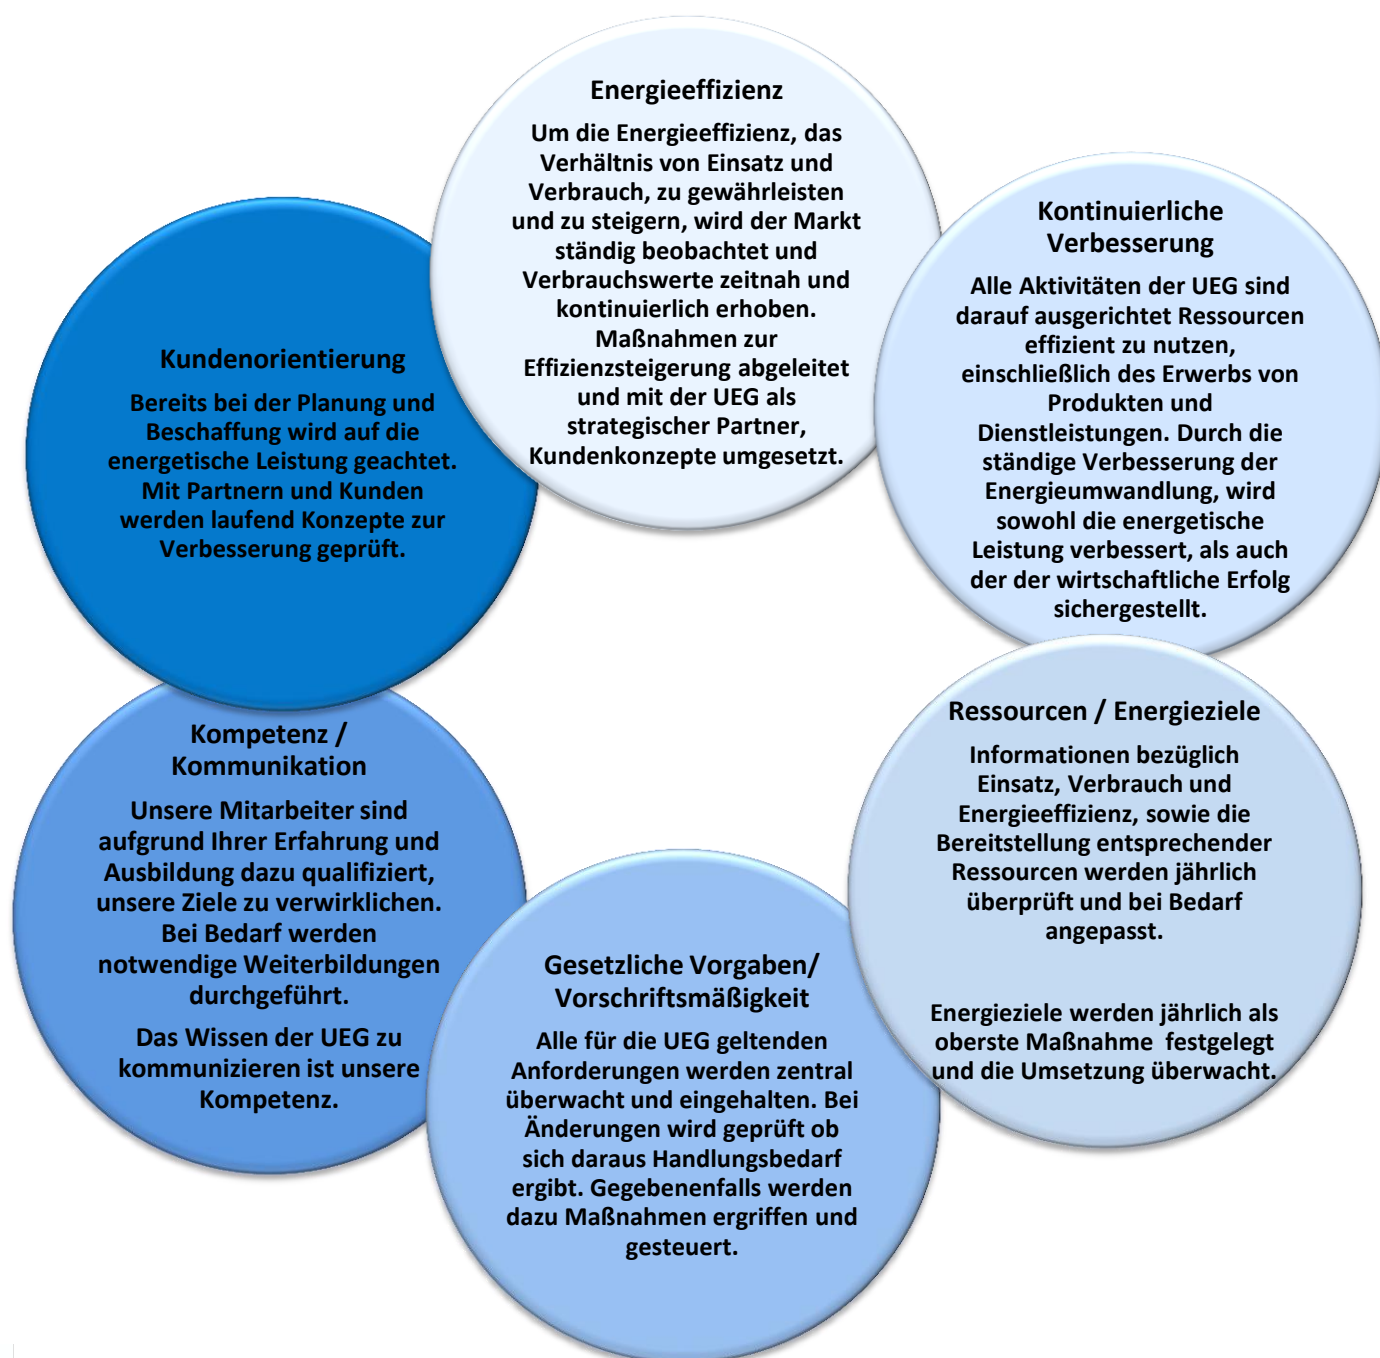 Energieeffizienz
Um die Energieeffizienz, das
Verhältnis von Einsatz und
Verbrauch, zu gewährleisten
und zu steigern, wird der Markt
ständig beobachtet und
Verbrauchswerte zeitnah und
kontinuierlich erhoben.
Maßnahmen zur
Effizienzsteigerung abgeleitet
und mit der UEG als
strategischer Partner,
Kundenkonzepte umgesetzt.
Kontinuierliche
Verbesserung
Alle Aktivitäten der UEG sind
darauf ausgerichtet Ressourcen
effizient zu nutzen,
einschließlich des Erwerbs von
Produkten und
Dienstleistungen. Durch die
ständige Verbesserung der
Energieumwandlung, wird
sowohl die energetische
Leistung verbessert, als auch
der der wirtschaftliche Erfolg
sichergestellt.
Ressourcen / Energieziele
Informationen bezüglich
Einsatz, Verbrauch und
Energieeffizienz, sowie die
Bereitstellung entsprechender
Ressourcen werden jährlich
überprüft und bei Bedarf
angepasst.
Energieziele werden jährlich als
oberste Maßnahme festgelegt
und die Umsetzung überwacht.
Gesetzliche Vorgaben/
Vorschriftsmäßigkeit
Alle für die UEG geltenden
Anforderungen werden zentral
überwacht und eingehalten. Bei
Änderungen wird geprüft ob
sich daraus Handlungsbedarf
ergibt. Gegebenenfalls werden
dazu Maßnahmen ergriffen und
gesteuert.
Kompetenz /
Kommunikation
Unsere Mitarbeiter sind
aufgrund Ihrer Erfahrung und
Ausbildung dazu qualifiziert,
unsere Ziele zu verwirklichen.
Bei Bedarf werden
notwendige Weiterbildungen
durchgeführt.
Das Wissen der UEG zu
kommunizieren ist unsere
Kompetenz.
Kundenorientierung
Bereits bei der Planung und
Beschaffung wird auf die
energetische Leistung geachtet.
Mit Partnern und Kunden
werden laufend Konzepte zur
Verbesserung geprüft.